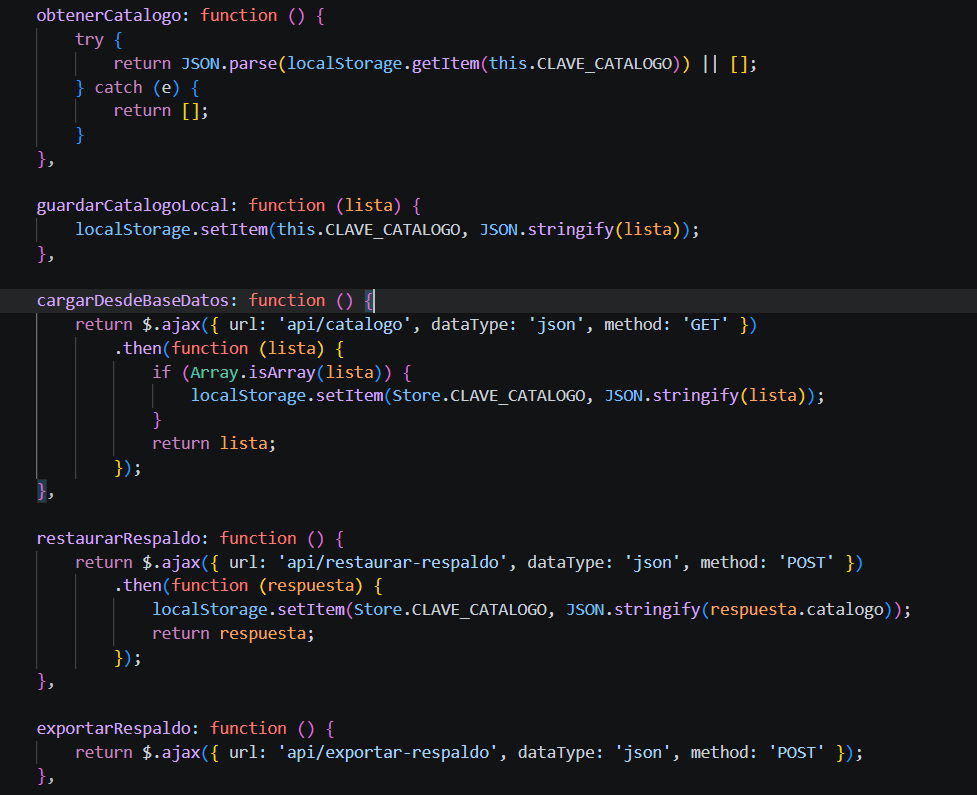 obtenerCatalogo: function () {
try {
return JSON.parse(localStorage.getItem(this.CLAVE_CATALOGO)) || [];
} catch (e) {
return [];
}
},
guardarCatalogoLocal: function (lista) {
localStorage.setItem(this.CLAVE_CATALOGO, JSON.stringify(lista));
},
cargarDesdeBaseDatos: function () {
return $.ajax({ url: 'api/catalogo', dataType: 'json', method: 'GET' })
.then(function (lista) {
if (Array.isArray(lista)) {
localStorage.setItem(Store.CLAVE_CATALOGO, JSON.stringify(lista));
}
return lista;
});
},
restaurarRespaldo: function () {
return $.ajax({ url: 'api/restaurar-respaldo', dataType: 'json', method: 'POST' })
.then(function (respuesta) {
localStorage.setItem(Store.CLAVE_CATALOGO, JSON.stringify(respuesta.catalogo));
return respuesta;
});
},
exportarRespaldo: function () {
return $.ajax({ url: 'api/exportar-respaldo', dataType: 'json', method: 'POST' });
},